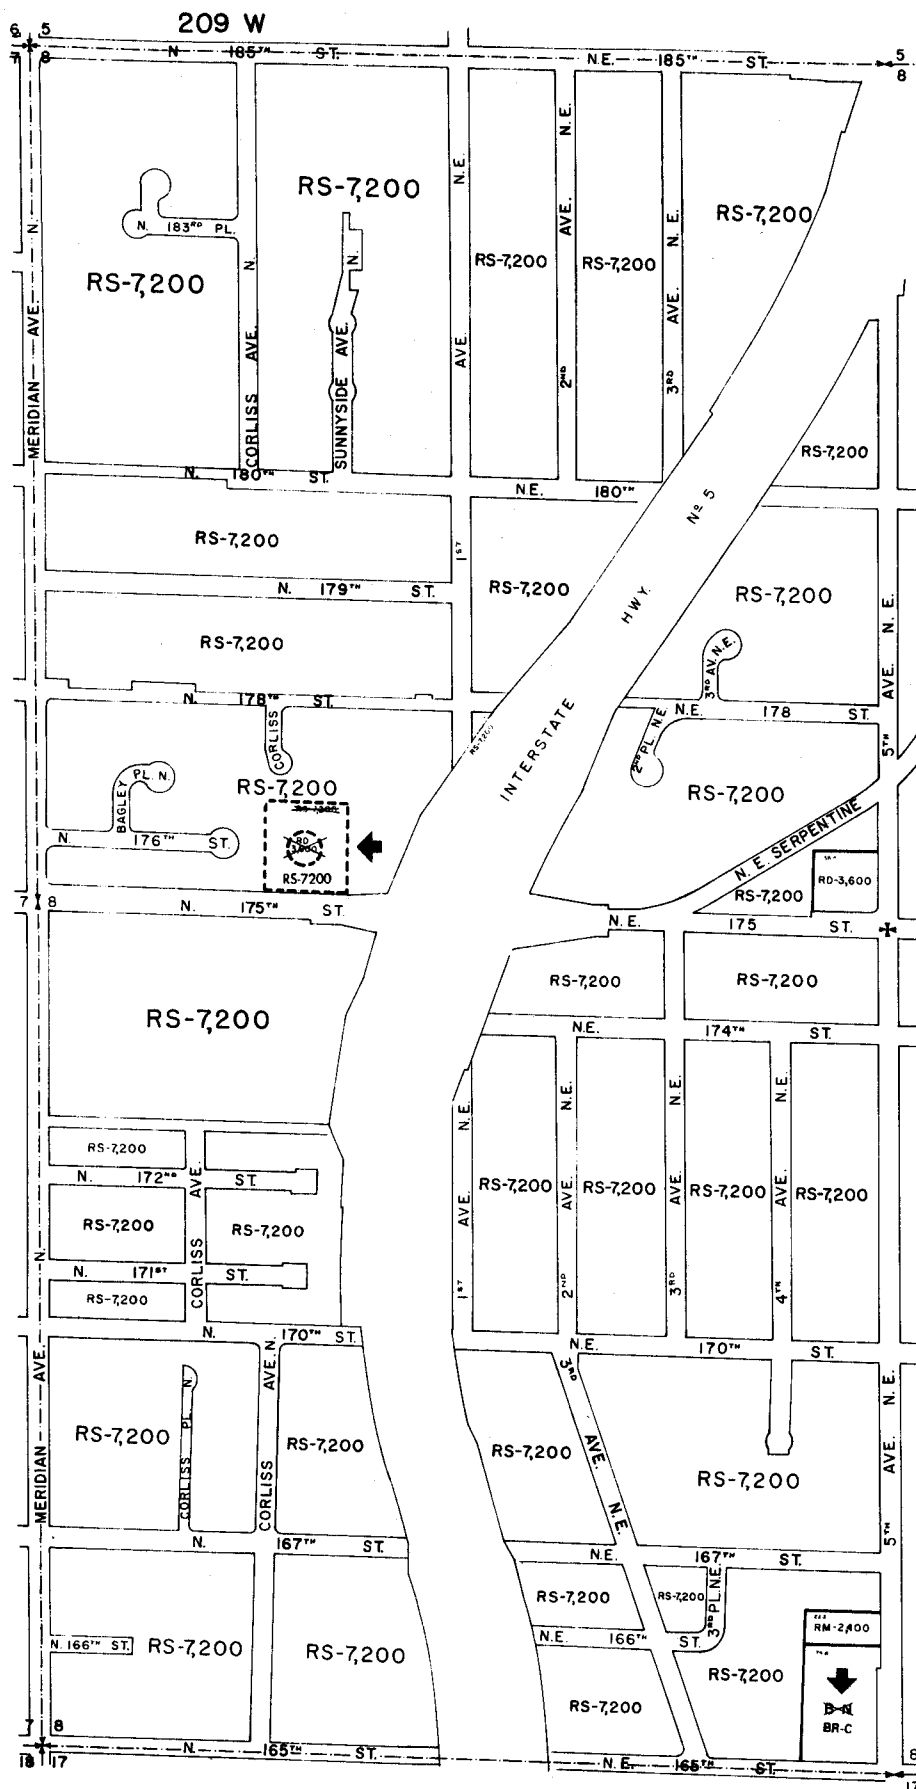 209 W
6 5
7 8
N. 185TH ST.
N.E. 185TH ST.
5
8
RS-7,200
RS-7,200
N. 183RD PL.
RS-7,200
RS-7,200
RS-7,200
RS-7,200
MERIDIAN AVE. N.
CORLISS AVE. N.
SUNNYSIDE AVE. N.
1ST AVE. N.E.
2ND AVE. N.E.
3RD AVE. N.E.
RS-7,200
N. 180TH ST.
N.E. 180TH
INTERSTATE HWY. No 5
RS-7,200
RS-7,200
RS-7,200
N. 179TH ST.
RS-7,200
5TH AVE. N.E.
3RD AV. N.E.
N. 178TH ST.
N.E. 178 ST.
CORLISS
2ND PL. N.E.
RS-7,200
BAGLEY PL. N.
RS-7,200
RS-7,200
RS-7,200
N. 176TH ST.
RD 3,600
RS-7200
N.E. SERPENTINE
RS-7,200
RD-3,600
7 8
N. 175TH ST.
N.E. 175 ST.
RS-7,200
RS-7,200
RS-7,200
N.E. 174TH ST.
RS-7,200
N. 172ND ST.
CORLISS AVE.
RS-7,200
RS-7,200
RS-7,200
RS-7,200
RS-7,200
RS-7,200
1ST AVE. N.E.
2ND AVE. N.E.
3RD AVE. N.E.
4TH AVE. N.E.
N. 171ST ST.
RS-7,200
N. 170TH ST.
N.E. 170TH ST.
MERIDIAN AVE. N.
CORLISS PL. N.
CORLISS AVE. N.
3RD AVE. N.E.
5TH AVE. N.E.
RS-7,200
RS-7,200
RS-7,200
RS-7,200
N. 167TH ST.
N.E. 167TH ST.
RS-7,200
RS-7,200
3RD PL. N.E.
RM-2,400
N. 166TH ST.
RS-7,200
RS-7,200
N.E. 166TH ST.
RS-7,200
RS-7,200
B-N
BR-C
7 8
18 17
N. 165TH ST.
N.E. 165TH ST.
8
17